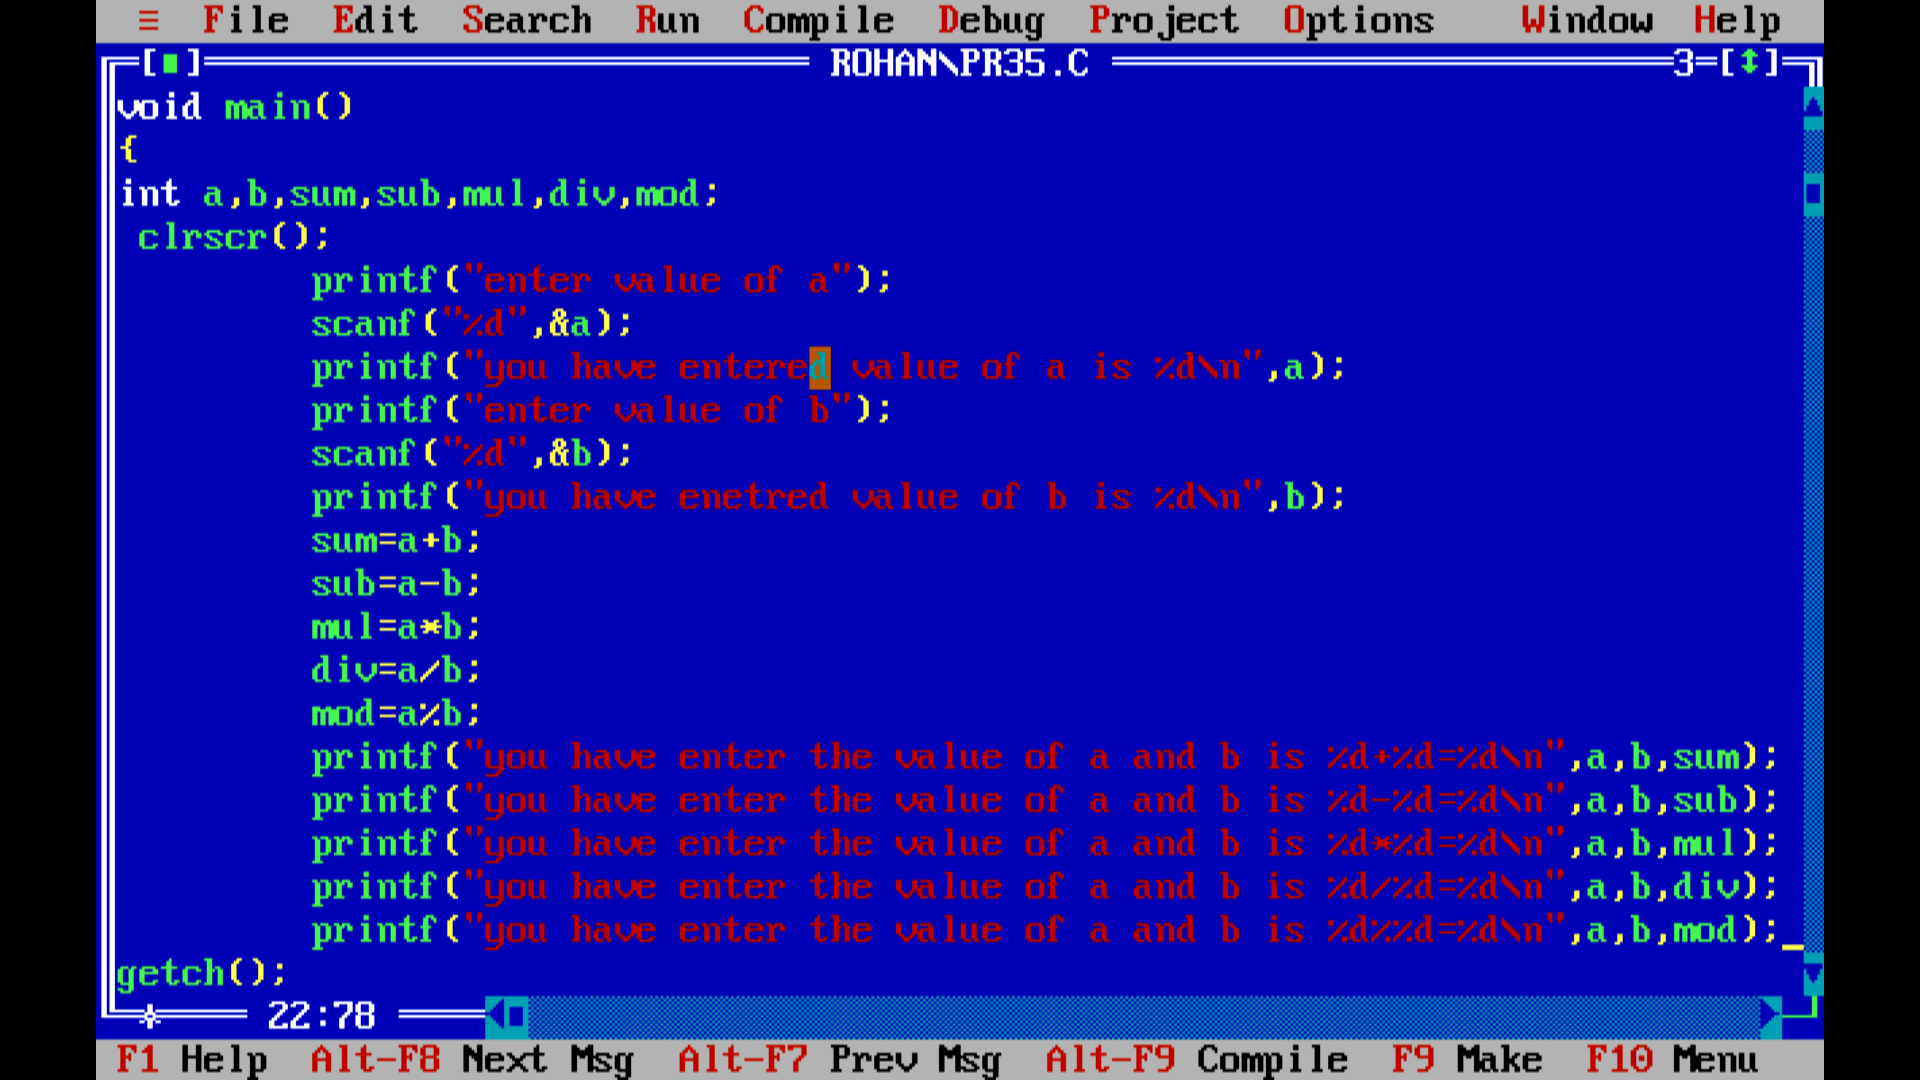 ≡ File Edit Search Run Compile Debug Project Options Window Help
[■] ROHAN\PR35.C 3=[↕]
void main()
{
int a,b,sum,sub,mul,div,mod;
clrscr();
printf("enter value of a");
scanf("%d",&a);
printf("you have entered value of a is %d\n",a);
printf("enter value of b");
scanf("%d",&b);
printf("you have enetred value of b is %d\n",b);
sum=a+b;
sub=a-b;
mul=a*b;
div=a/b;
mod=a%b;
printf("you have enter the value of a and b is %d+%d=%d\n",a,b,sum);
printf("you have enter the value of a and b is %d-%d=%d\n",a,b,sub);
printf("you have enter the value of a and b is %d*%d=%d\n",a,b,mul);
printf("you have enter the value of a and b is %d/%d=%d\n",a,b,div);
printf("you have enter the value of a and b is %d%%d=%d\n",a,b,mod);
getch();
22:78
F1 Help Alt-F8 Next Msg Alt-F7 Prev Msg Alt-F9 Compile F9 Make F10 Menu